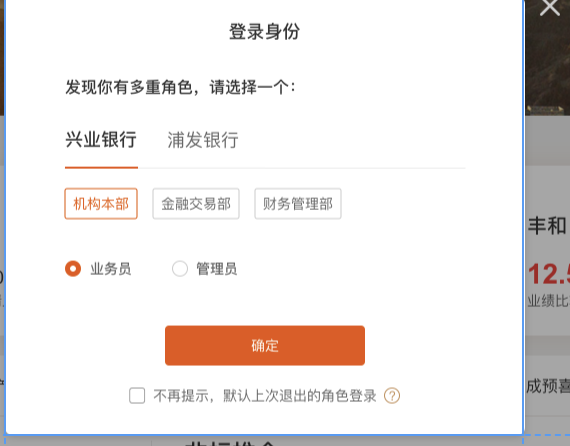 登录身份
发现你有多重角色，请选择一个：
兴业银行 浦发银行
机构本部 金融交易部 财务管理部
丰和
业务员 管理员
12.5
业绩比
确定
成预喜
不再提示，默认上次退出的角色登录 ?